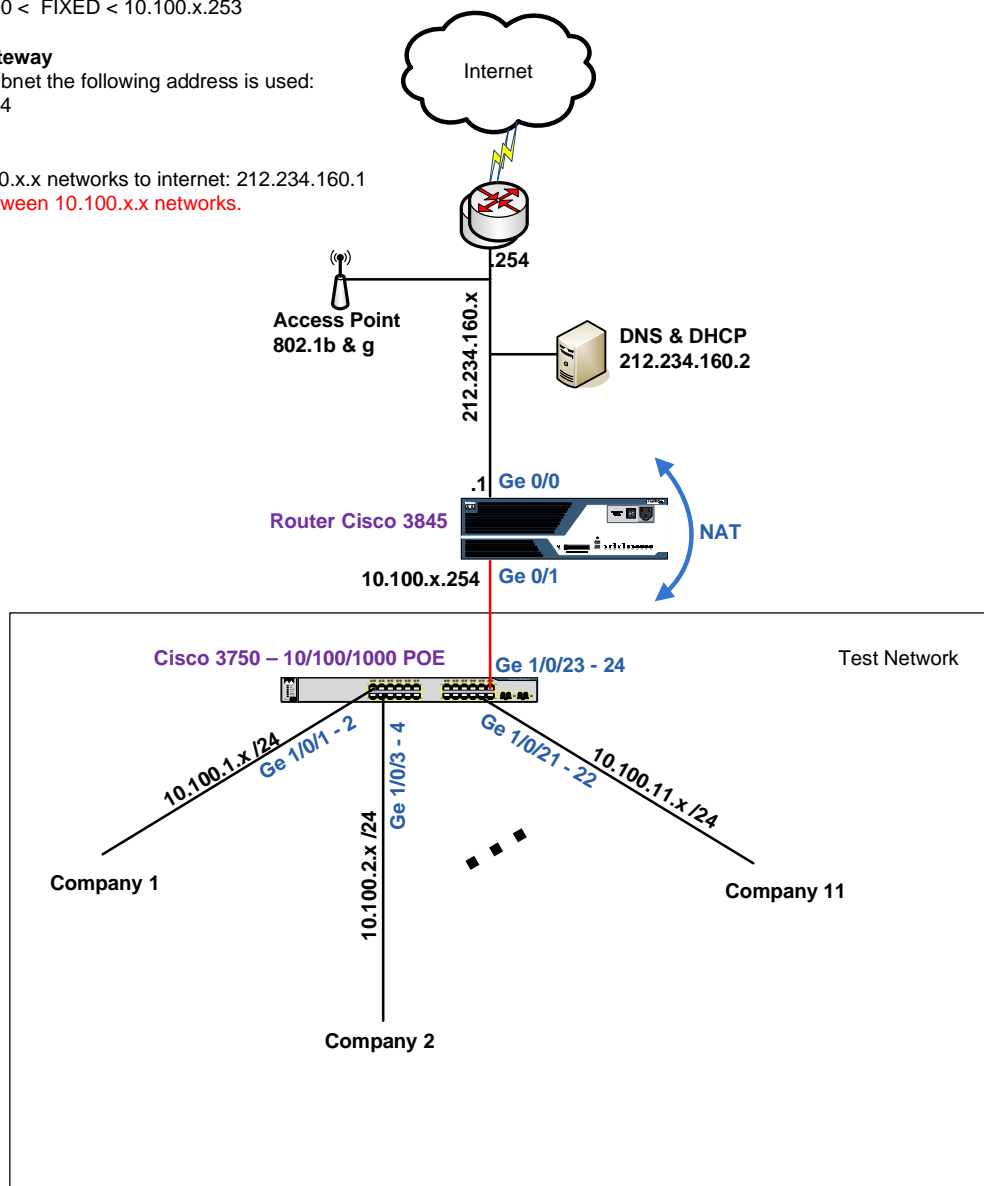 0 < FIXED < 10.100.x.253
teway
bnet the following address is used:
4
0.x.x networks to internet: 212.234.160.1
ween 10.100.x.x networks.
Internet
.254
Access Point
802.1b & g
212.234.160.x
DNS & DHCP
212.234.160.2
.1
Ge 0/0
Router Cisco 3845
NAT
10.100.x.254
Ge 0/1
Cisco 3750 – 10/100/1000 POE
Ge 1/0/23 - 24
Test Network
10.100.1.x /24
Ge 1/0/1 - 2
10.100.2.x /24
Ge 1/0/3 - 4
Ge 1/0/21 - 22
10.100.11.x /24
Company 1
Company 11
Company 2